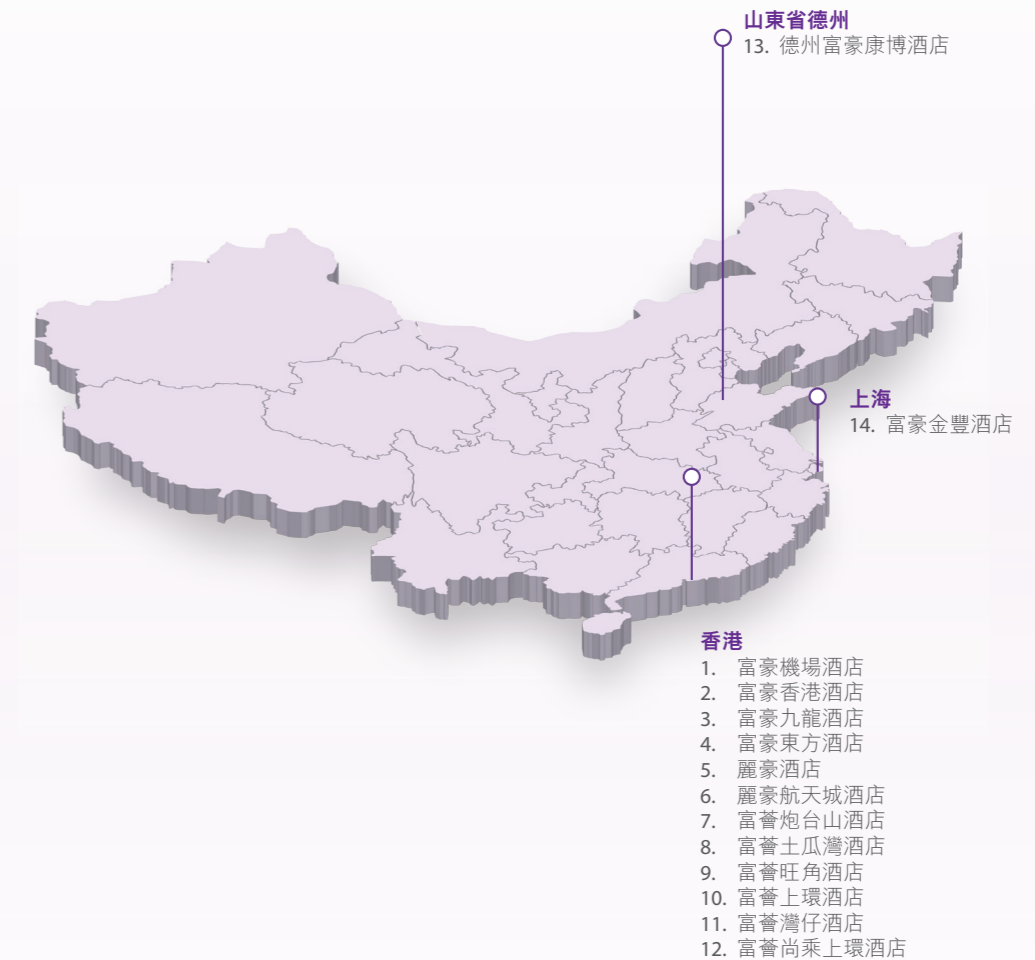 山東省德州
13. 德州富豪康博酒店
上海
14. 富豪金豐酒店
香港
1. 富豪機場酒店
2. 富豪香港酒店
3. 富豪九龍酒店
4. 富豪東方酒店
5. 麗豪酒店
6. 麗豪航天城酒店
7. 富薈炮台山酒店
8. 富薈土瓜灣酒店
9. 富薈旺角酒店
10. 富薈上環酒店
11. 富薈灣仔酒店
12. 富薈尚乘上環酒店